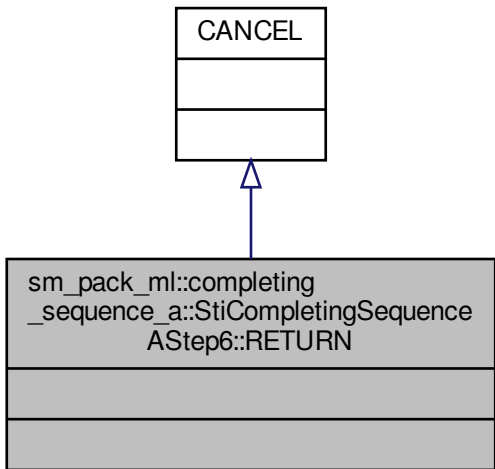 CANCEL
sm_pack_ml::completing
_sequence_a::StiCompletingSequence
AStep6::RETURN